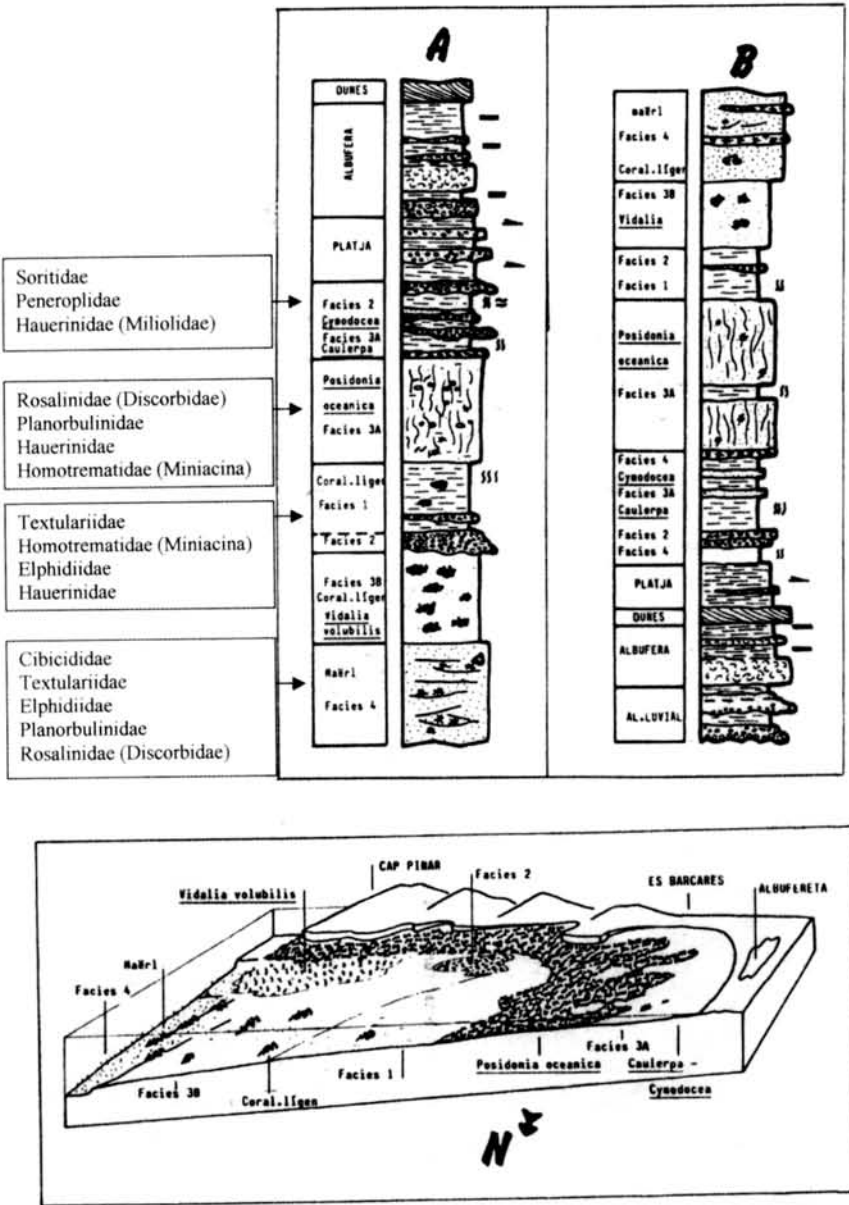 A
DUNES
ALBUFERA
PLATJA
Facies 2
Cymodocea
Facies 3A
Caulerpa
Posidonia
oceanica
Facies 3A
Coral.lígen
Facies 1
Facies 2
Facies 3B
Coral.lígen
Vidalia
volubilis
Maërl
Facies 4
Soritidae
Peneroplidae
Hauerinidae (Miliolidae)
Rosalinidae (Discorbidae)
Planorbulinidae
Hauerinidae
Homotrematidae (Miniacina)
Textulariidae
Homotrematidae (Miniacina)
Elphidiidae
Hauerinidae
Cibicididae
Textulariidae
Elphidiidae
Planorbulinidae
Rosalinidae (Discorbidae)
B
maërl
Facies 4
Coral.lígen
Facies 3B
Vidalia
Facies 2
Facies 1
Posidonia
oceanica
Facies 3A
Facies 4
Cymodocea
Facies 3A
Caulerpa
Facies 2
Facies 4
PLATJA
DUNES
ALBUFERA
AL.LUVIAL
CAP PINAR
Facies 2
ES BARCARES
ALBUFERETA
Vidalia volubilis
Maërl
Facies 4
Facies 3B
Coral.lígen
Facies 1
Posidonia oceanica
Facies 3A
Caulerpa -
Cymodocea
N